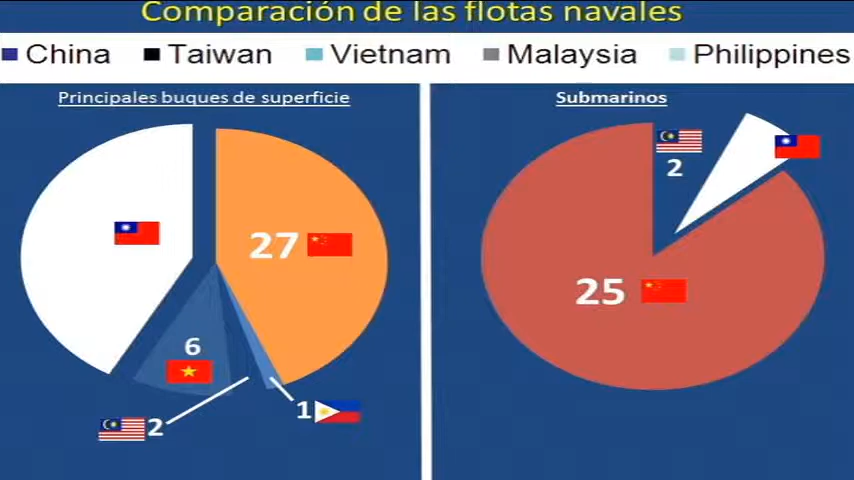 Comparación de las flotas navales
China Taiwan Vietnam Malaysia Philippines
Principales buques de superficie
Submarinos
2
27
25
6
2
1